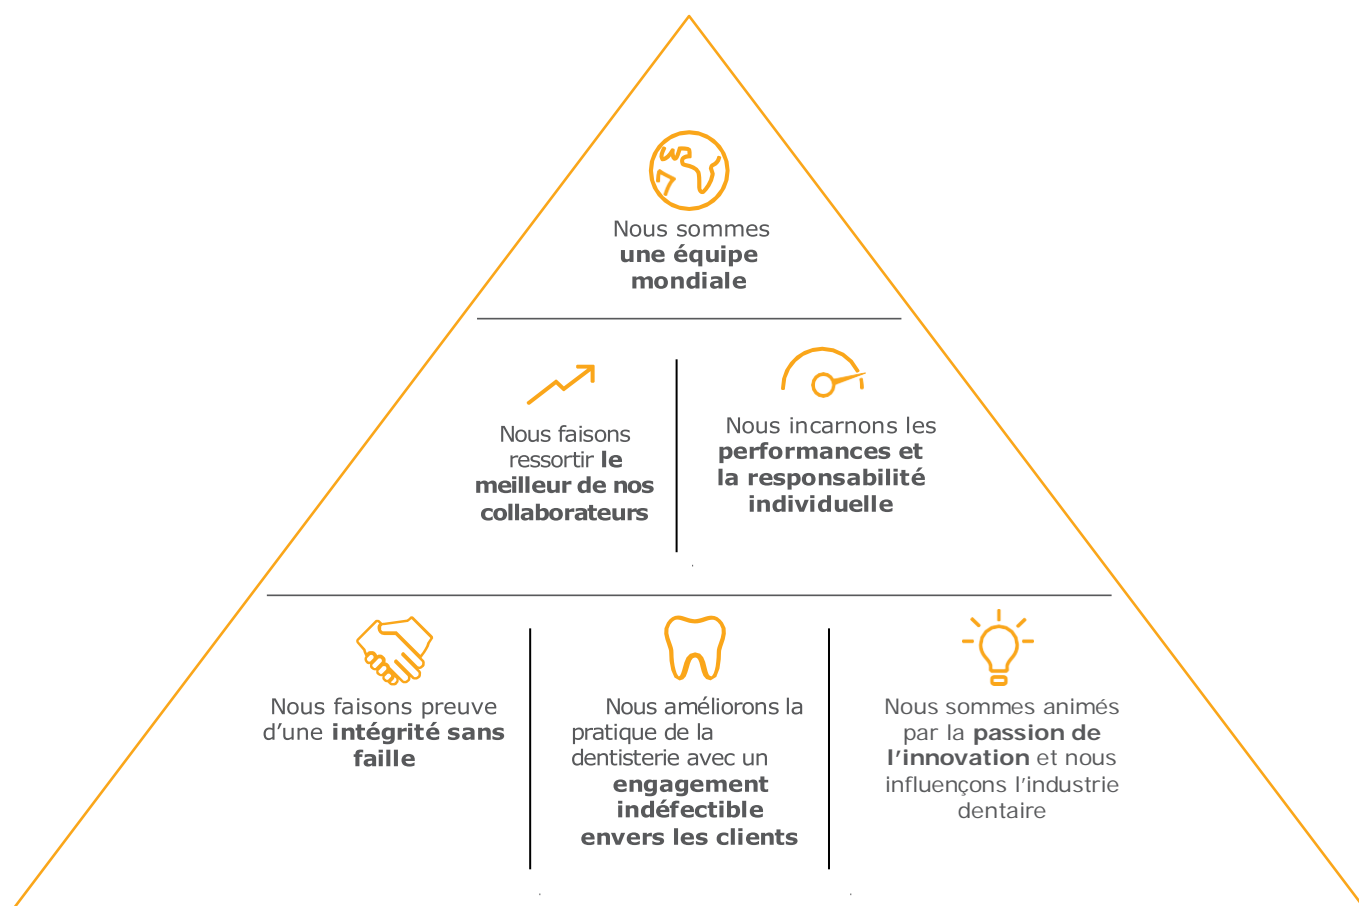 Nous sommes
une équipe
mondiale
Nous faisons
ressortir le
meilleur de nos
collaborateurs
Nous incarnons les
performances et
la responsabilité
individuelle
Nous faisons preuve
d’une intégrité sans
faille
Nous améliorons la
pratique de la
dentisterie avec un
engagement
indéfectible
envers les clients
Nous sommes animés
par la passion de
l’innovation et nous
influençons l’industrie
dentaire